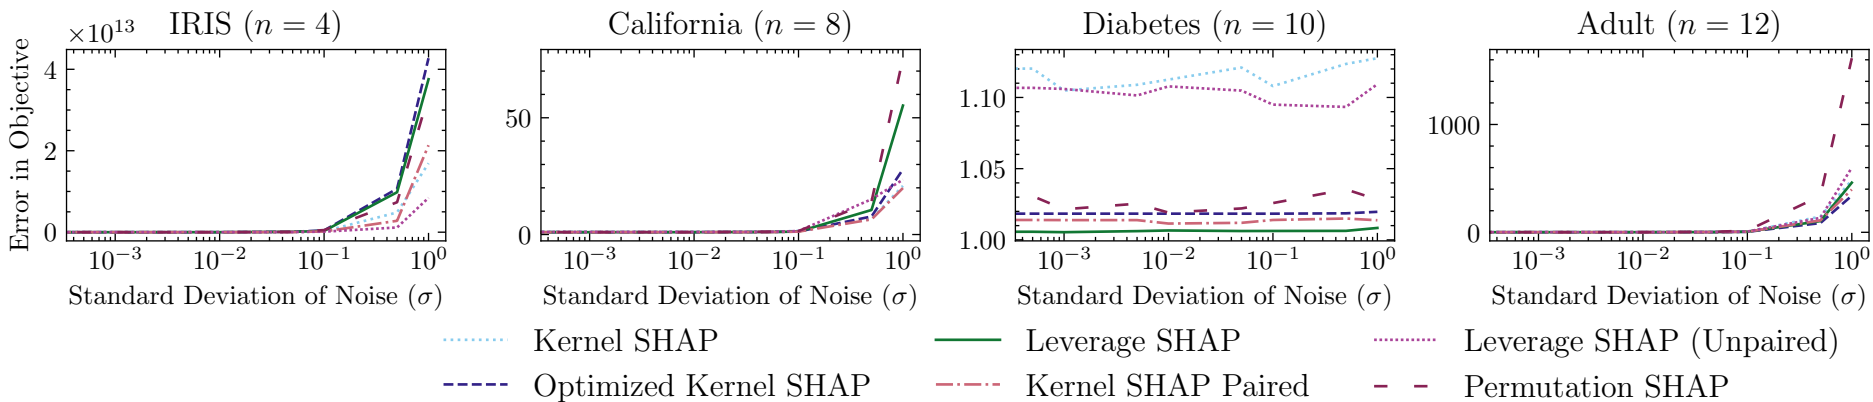 IRIS (n = 4)
California (n = 8)
Diabetes (n = 10)
Adult (n = 12)
×10¹³
Error in Objective
4
2
0
50
0
1.10
1.05
1.00
1000
0
10⁻³ 10⁻² 10⁻¹ 10⁰
10⁻³ 10⁻² 10⁻¹ 10⁰
10⁻³ 10⁻² 10⁻¹ 10⁰
10⁻³ 10⁻² 10⁻¹ 10⁰
Standard Deviation of Noise (σ)
Standard Deviation of Noise (σ)
Standard Deviation of Noise (σ)
Standard Deviation of Noise (σ)
Kernel SHAP
Leverage SHAP
Leverage SHAP (Unpaired)
Optimized Kernel SHAP
Kernel SHAP Paired
Permutation SHAP